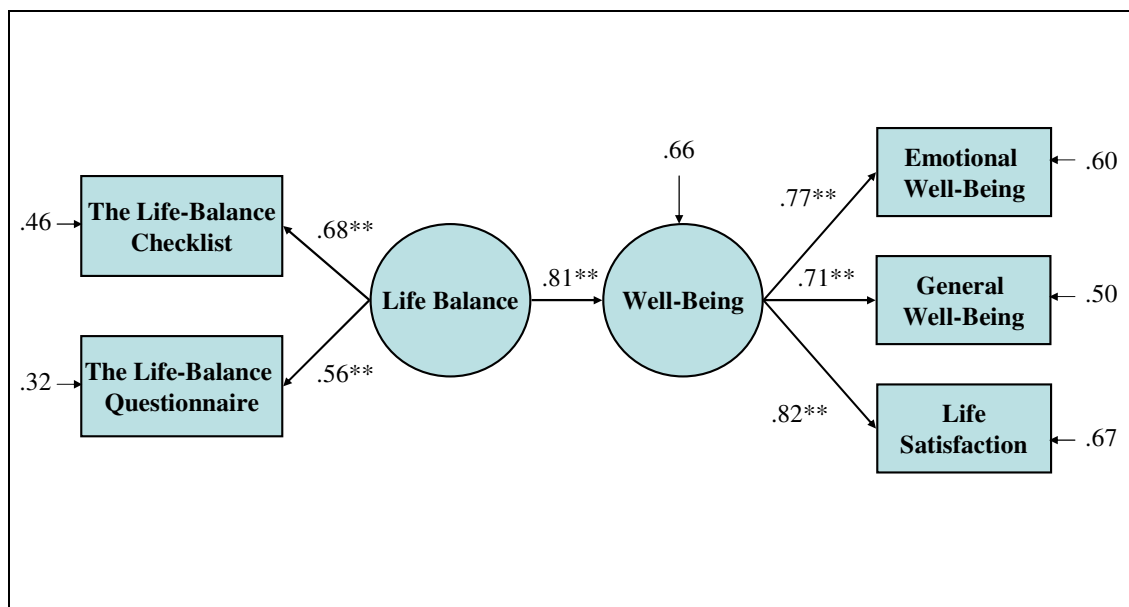 .46
The Life-Balance
Checklist
.68**
.32
The Life-Balance
Questionnaire
.56**
Life Balance
.81**
.66
Well-Being
.77**
Emotional
Well-Being
.60
.71**
General
Well-Being
.50
.82**
Life
Satisfaction
.67